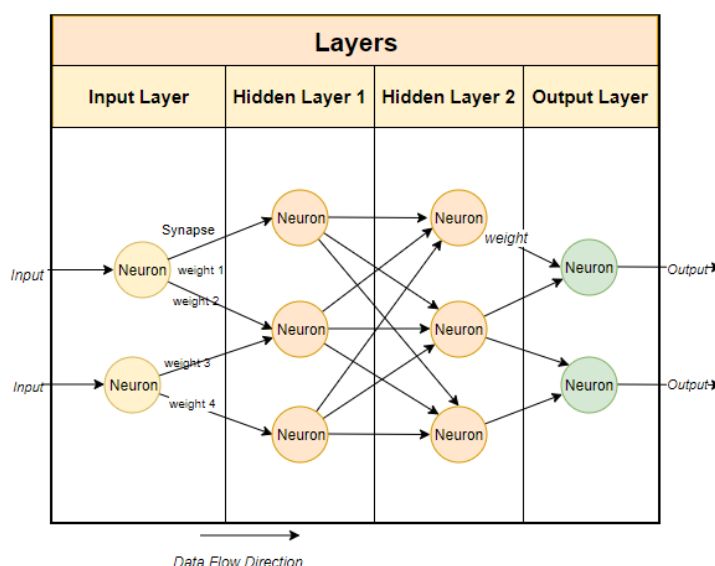 Layers
Input Layer
Hidden Layer 1
Hidden Layer 2
Output Layer
Neuron
Neuron
Synapse
weight
Input
Neuron
weight 1
Neuron
Output
weight 2
Neuron
Neuron
weight 3
Input
Neuron
Neuron
Output
weight 4
Neuron
Neuron
Data Flow Direction